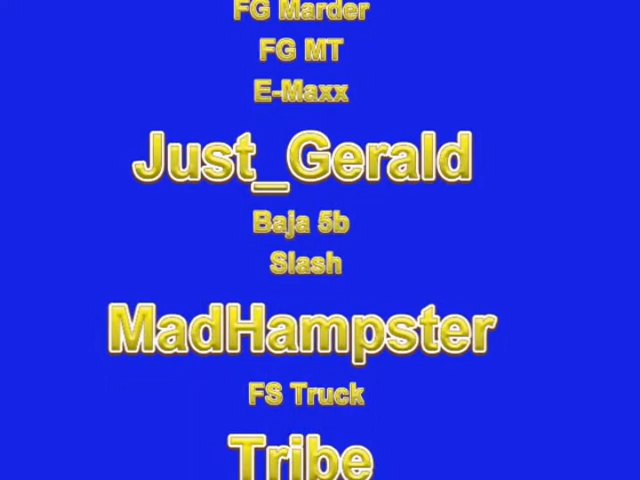 FG Marder
FG MT
E-Maxx
Just_Gerald
Baja 5b
Slash
MadHampster
FS Truck
Tribe